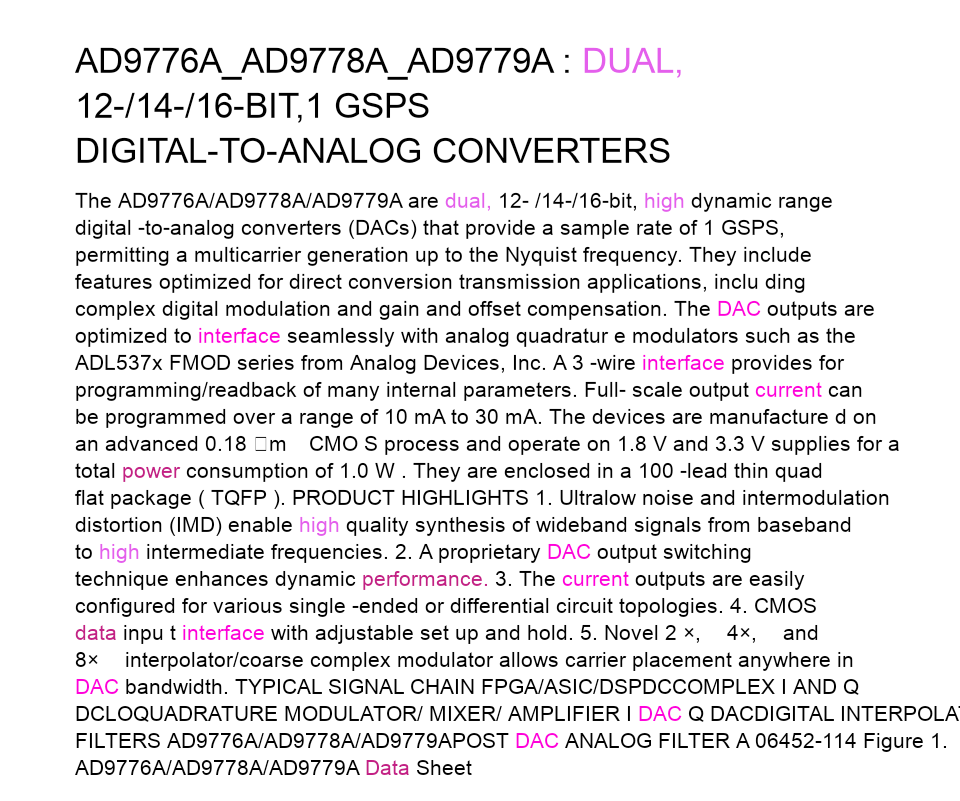 AD9776A_AD9778A_AD9779A : DUAL,
12-/14-/16-BIT,1 GSPS
DIGITAL-TO-ANALOG CONVERTERS
The AD9776A/AD9778A/AD9779A are dual, 12- /14-/16-bit, high dynamic range
digital -to-analog converters (DACs) that provide a sample rate of 1 GSPS,
permitting a multicarrier generation up to the Nyquist frequency. They include
features optimized for direct conversion transmission applications, inclu ding
complex digital modulation and gain and offset compensation. The DAC outputs are
optimized to interface seamlessly with analog quadratur e modulators such as the
ADL537x FMOD series from Analog Devices, Inc. A 3 -wire interface provides for
programming/readback of many internal parameters. Full- scale output current can
be programmed over a range of 10 mA to 30 mA. The devices are manufacture d on
an advanced 0.18 □m CMO S process and operate on 1.8 V and 3.3 V supplies for a
total power consumption of 1.0 W . They are enclosed in a 100 -lead thin quad
flat package ( TQFP ). PRODUCT HIGHLIGHTS 1. Ultralow noise and intermodulation
distortion (IMD) enable high quality synthesis of wideband signals from baseband
to high intermediate frequencies. 2. A proprietary DAC output switching
technique enhances dynamic performance. 3. The current outputs are easily
configured for various single -ended or differential circuit topologies. 4. CMOS
data inpu t interface with adjustable set up and hold. 5. Novel 2 ×, 4×, and
8× interpolator/coarse complex modulator allows carrier placement anywhere in
DAC bandwidth. TYPICAL SIGNAL CHAIN FPGA/ASIC/DSPDCCOMPLEX I AND Q
DCLOQUADRATURE MODULATOR/ MIXER/ AMPLIFIER I DAC Q DACDIGITAL INTERPOLA
FILTERS AD9776A/AD9778A/AD9779APOST DAC ANALOG FILTER A 06452-114 Figure 1.
AD9776A/AD9778A/AD9779A Data Sheet